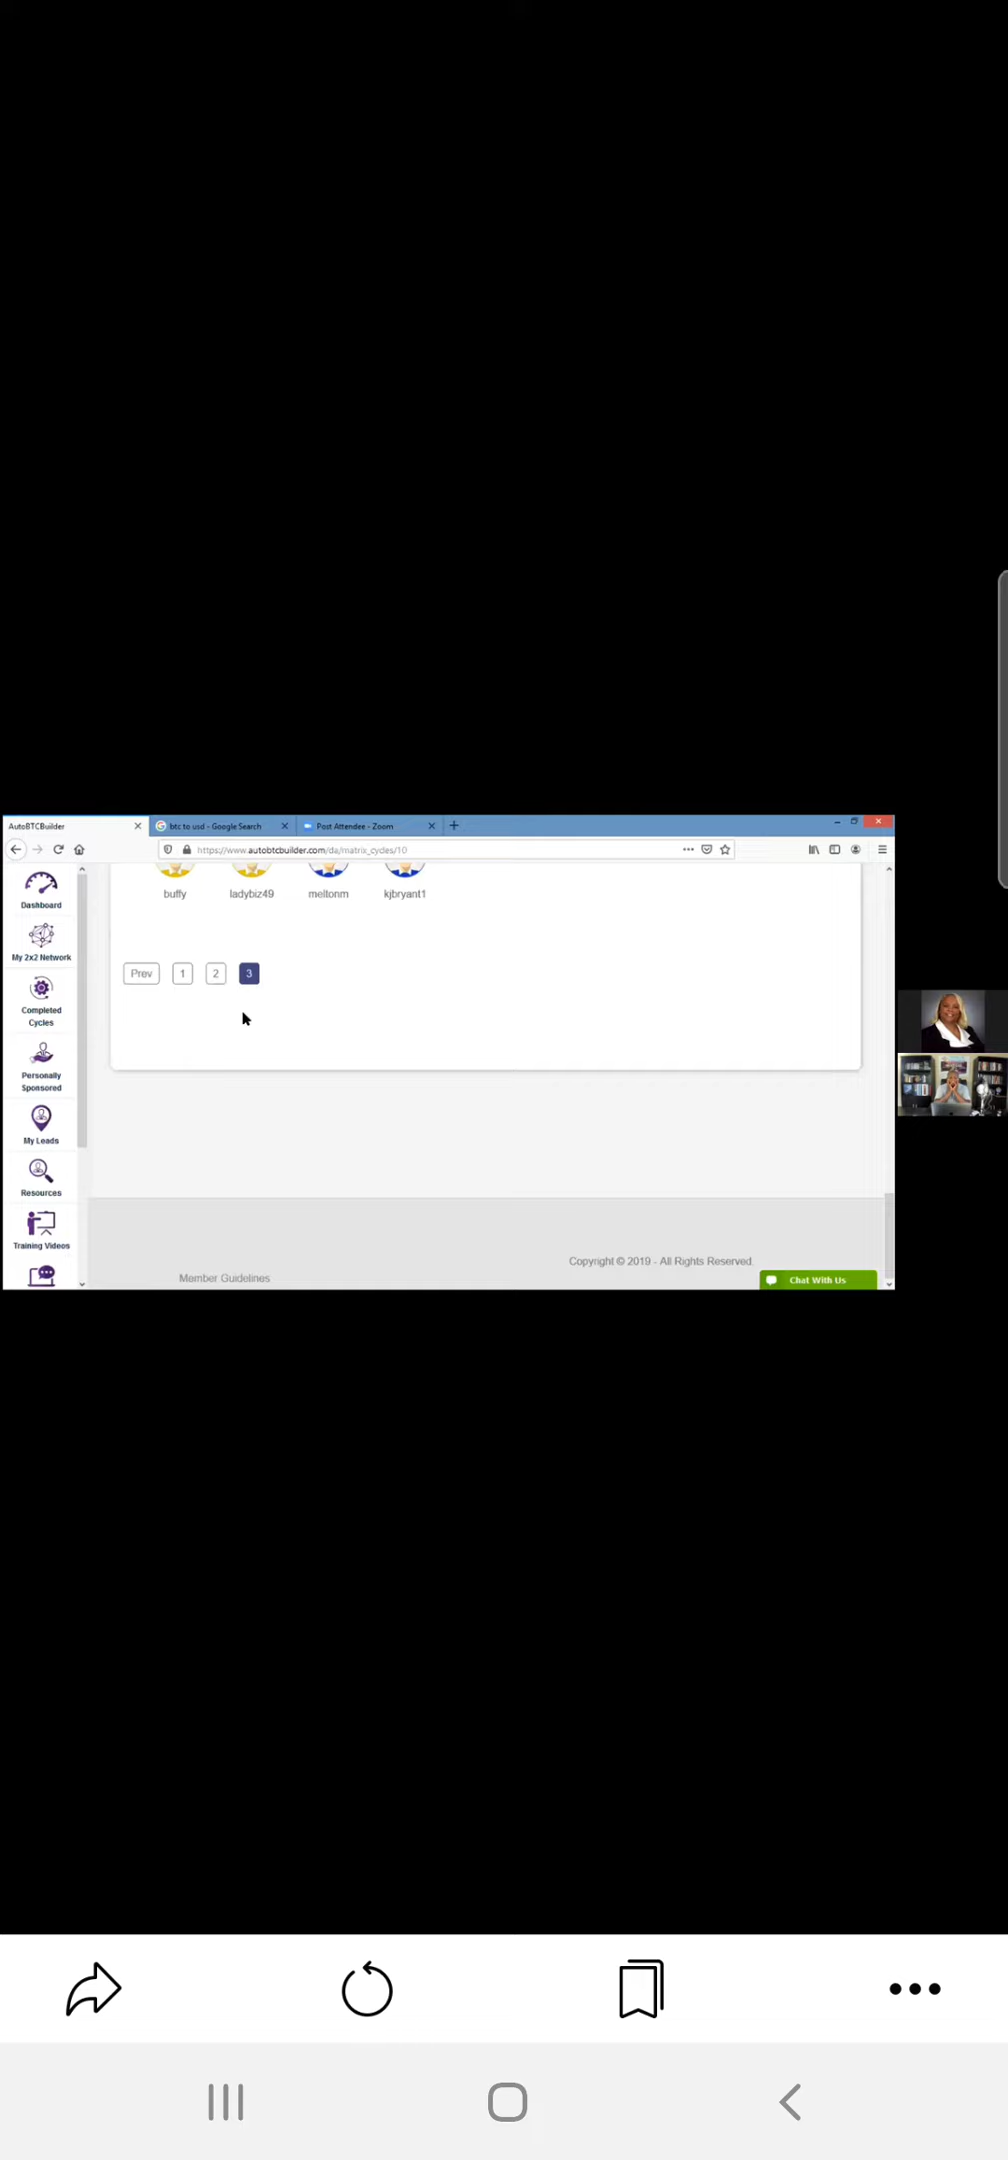 AutoBTCBuilder
btc to usd - Google Search
Post Attendee - Zoom
https://www.autobtcbuilder.com/da/matrix_cycles/10
Dashboard
My 2x2 Network
Completed
Cycles
Personally
Sponsored
My Leads
Resources
Training Videos
buffy
ladybiz49
meltonm
kjbryant1
Prev
1
2
3
Copyright © 2019 - All Rights Reserved.
Member Guidelines
Chat With Us